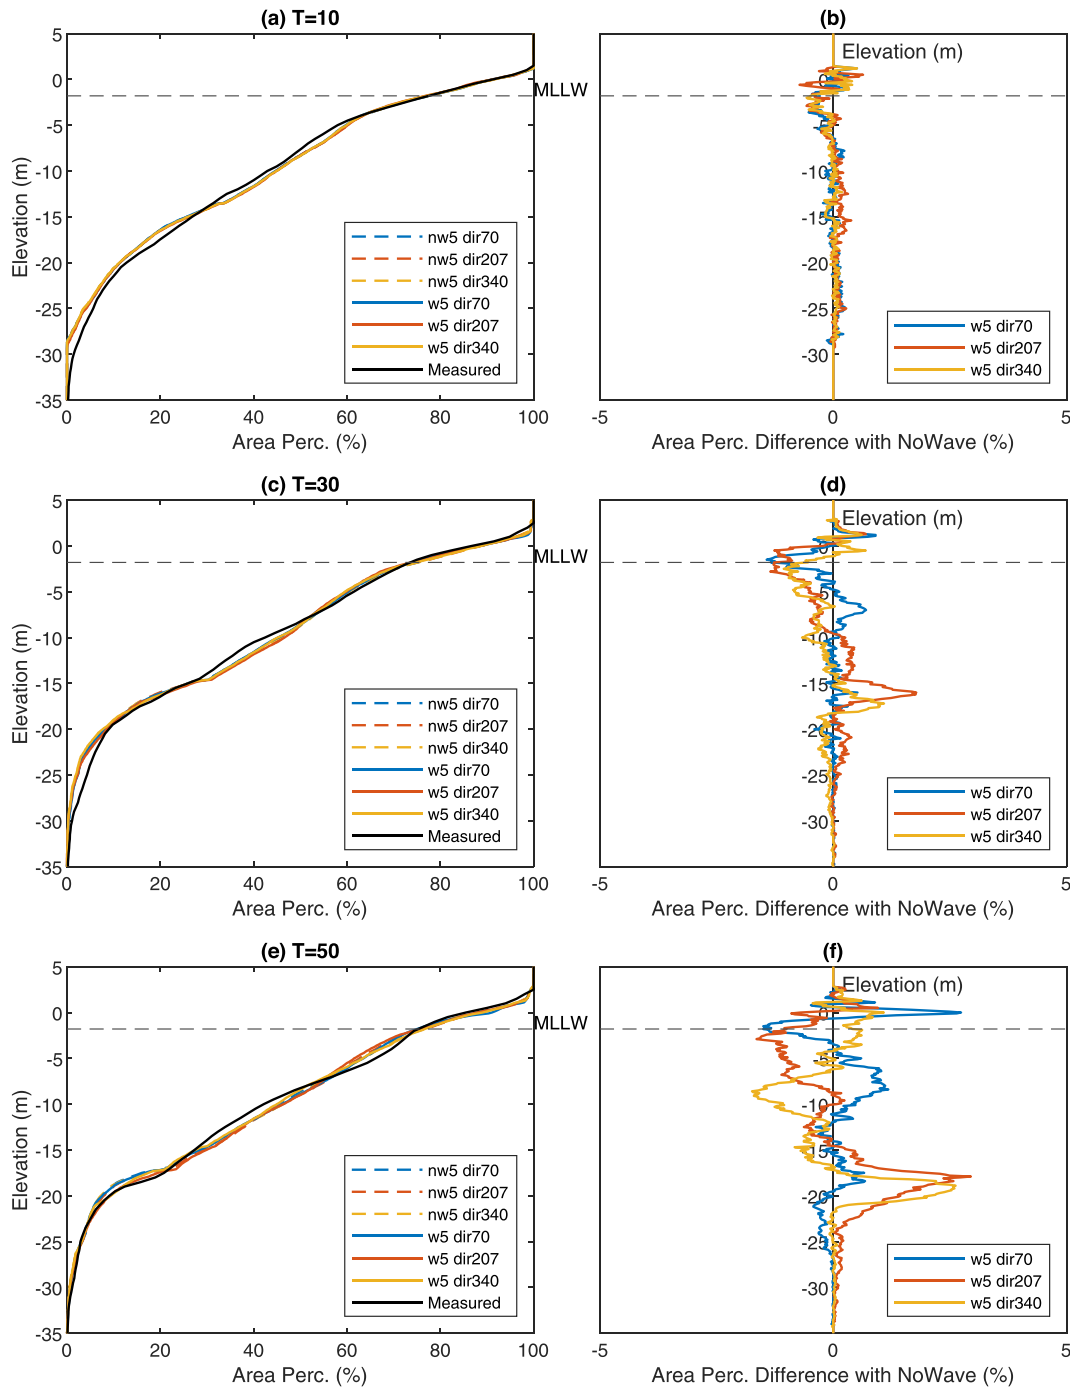 (a) T=10
5
0
-5
-10
-15
-20
-25
-30
-35
0
20
40
60
80
100
Elevation (m)
Area Perc. (%)
MLLW
nw5 dir70
nw5 dir207
nw5 dir340
w5 dir70
w5 dir207
w5 dir340
Measured
(b)
Elevation (m)
0
-5
-10
-15
-20
-25
-30
-5
0
5
Area Perc. Difference with NoWave (%)
w5 dir70
w5 dir207
w5 dir340
(c) T=30
5
0
-5
-10
-15
-20
-25
-30
-35
0
20
40
60
80
100
Elevation (m)
Area Perc. (%)
MLLW
nw5 dir70
nw5 dir207
nw5 dir340
w5 dir70
w5 dir207
w5 dir340
Measured
(d)
Elevation (m)
0
-5
-10
-15
-20
-25
-30
-5
0
5
Area Perc. Difference with NoWave (%)
w5 dir70
w5 dir207
w5 dir340
(e) T=50
5
0
-5
-10
-15
-20
-25
-30
-35
0
20
40
60
80
100
Elevation (m)
Area Perc. (%)
MLLW
nw5 dir70
nw5 dir207
nw5 dir340
w5 dir70
w5 dir207
w5 dir340
Measured
(f)
Elevation (m)
0
-5
-10
-15
-20
-25
-30
-5
0
5
Area Perc. Difference with NoWave (%)
w5 dir70
w5 dir207
w5 dir340